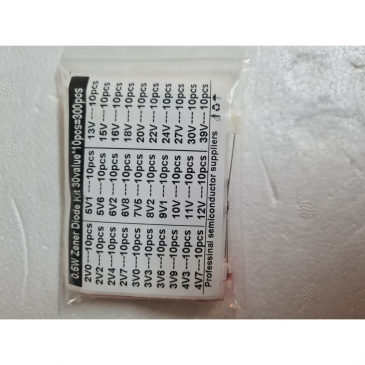 0.5W Zener Diode Kit 30value*10pcs=300pcs
2V0---10pcs 5V1----10pcs 13V---10pcs
2V2---10pcs 5V6---10pcs 15V---10pcs
2V4---10pcs 6V2---10pcs 16V---10pcs
2V7---10pcs 6V8---10pcs 18V---10pcs
3V0---10pcs 7V5---10pcs 20V---10pcs
3V3---10pcs 8V2---10pcs 22V---10pcs
3V6---10pcs 9V1---10pcs 24V---10pcs
3V9---10pcs 10V---10pcs 27V---10pcs
4V3---10pcs 11V---10pcs 30V---10pcs
4V7---10pcs 12V---10pcs 39V---10pcs
Professinal semiconductor suppliers